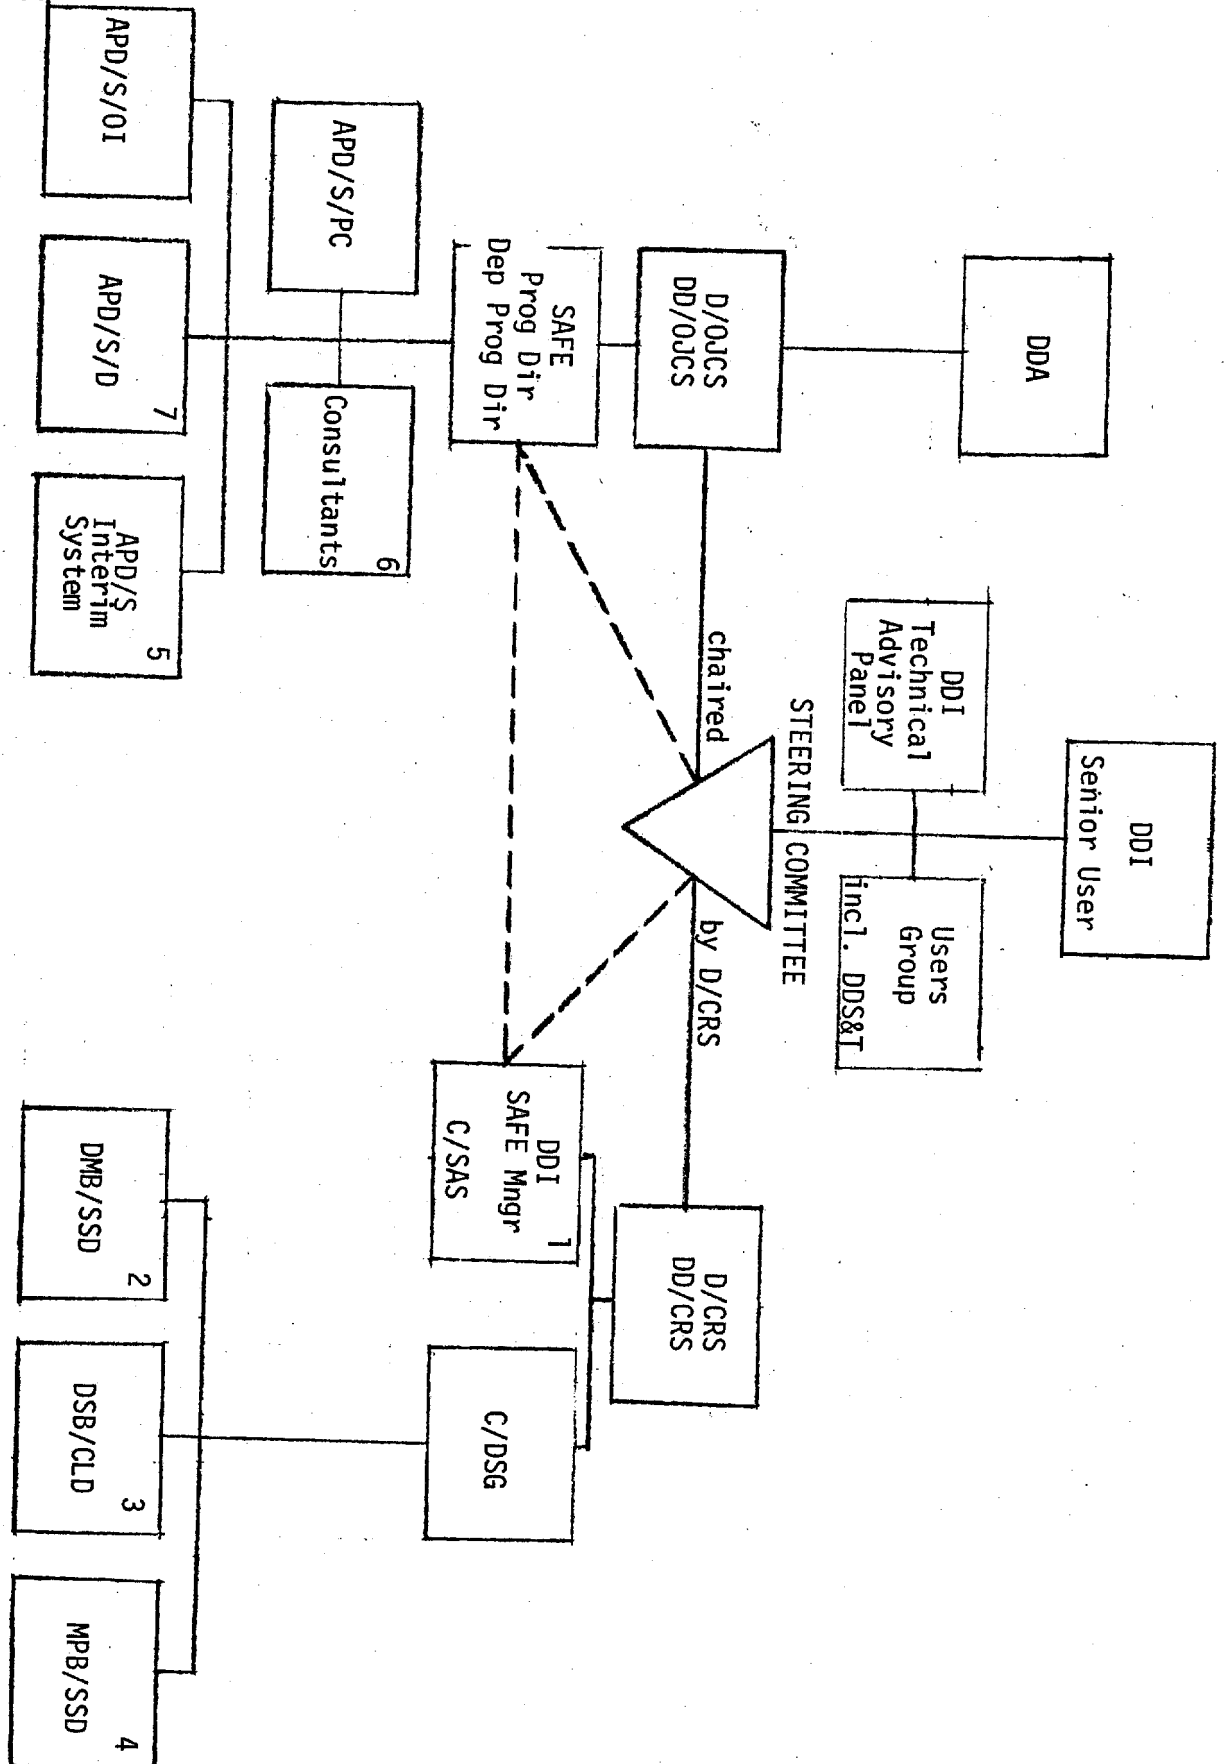 DDI
Senior User
DDA
DDI
Technical
Advisory
Panel
Users
Group
incl. DDS&T
STEERING COMMITTEE
D/OJCS
DD/OJCS
chaired
by D/CRS
D/CRS
DD/CRS
SAFE
Prog Dir
Dep Prog Dir
DDI
SAFE Mngr
C/SAS
1
C/DSG
APD/S/PC
Consultants
6
APD/S/OI
APD/S/D
7
APD/S
Interim
System
5
DMB/SSD
2
DSB/CLD
3
MPB/SSD
4